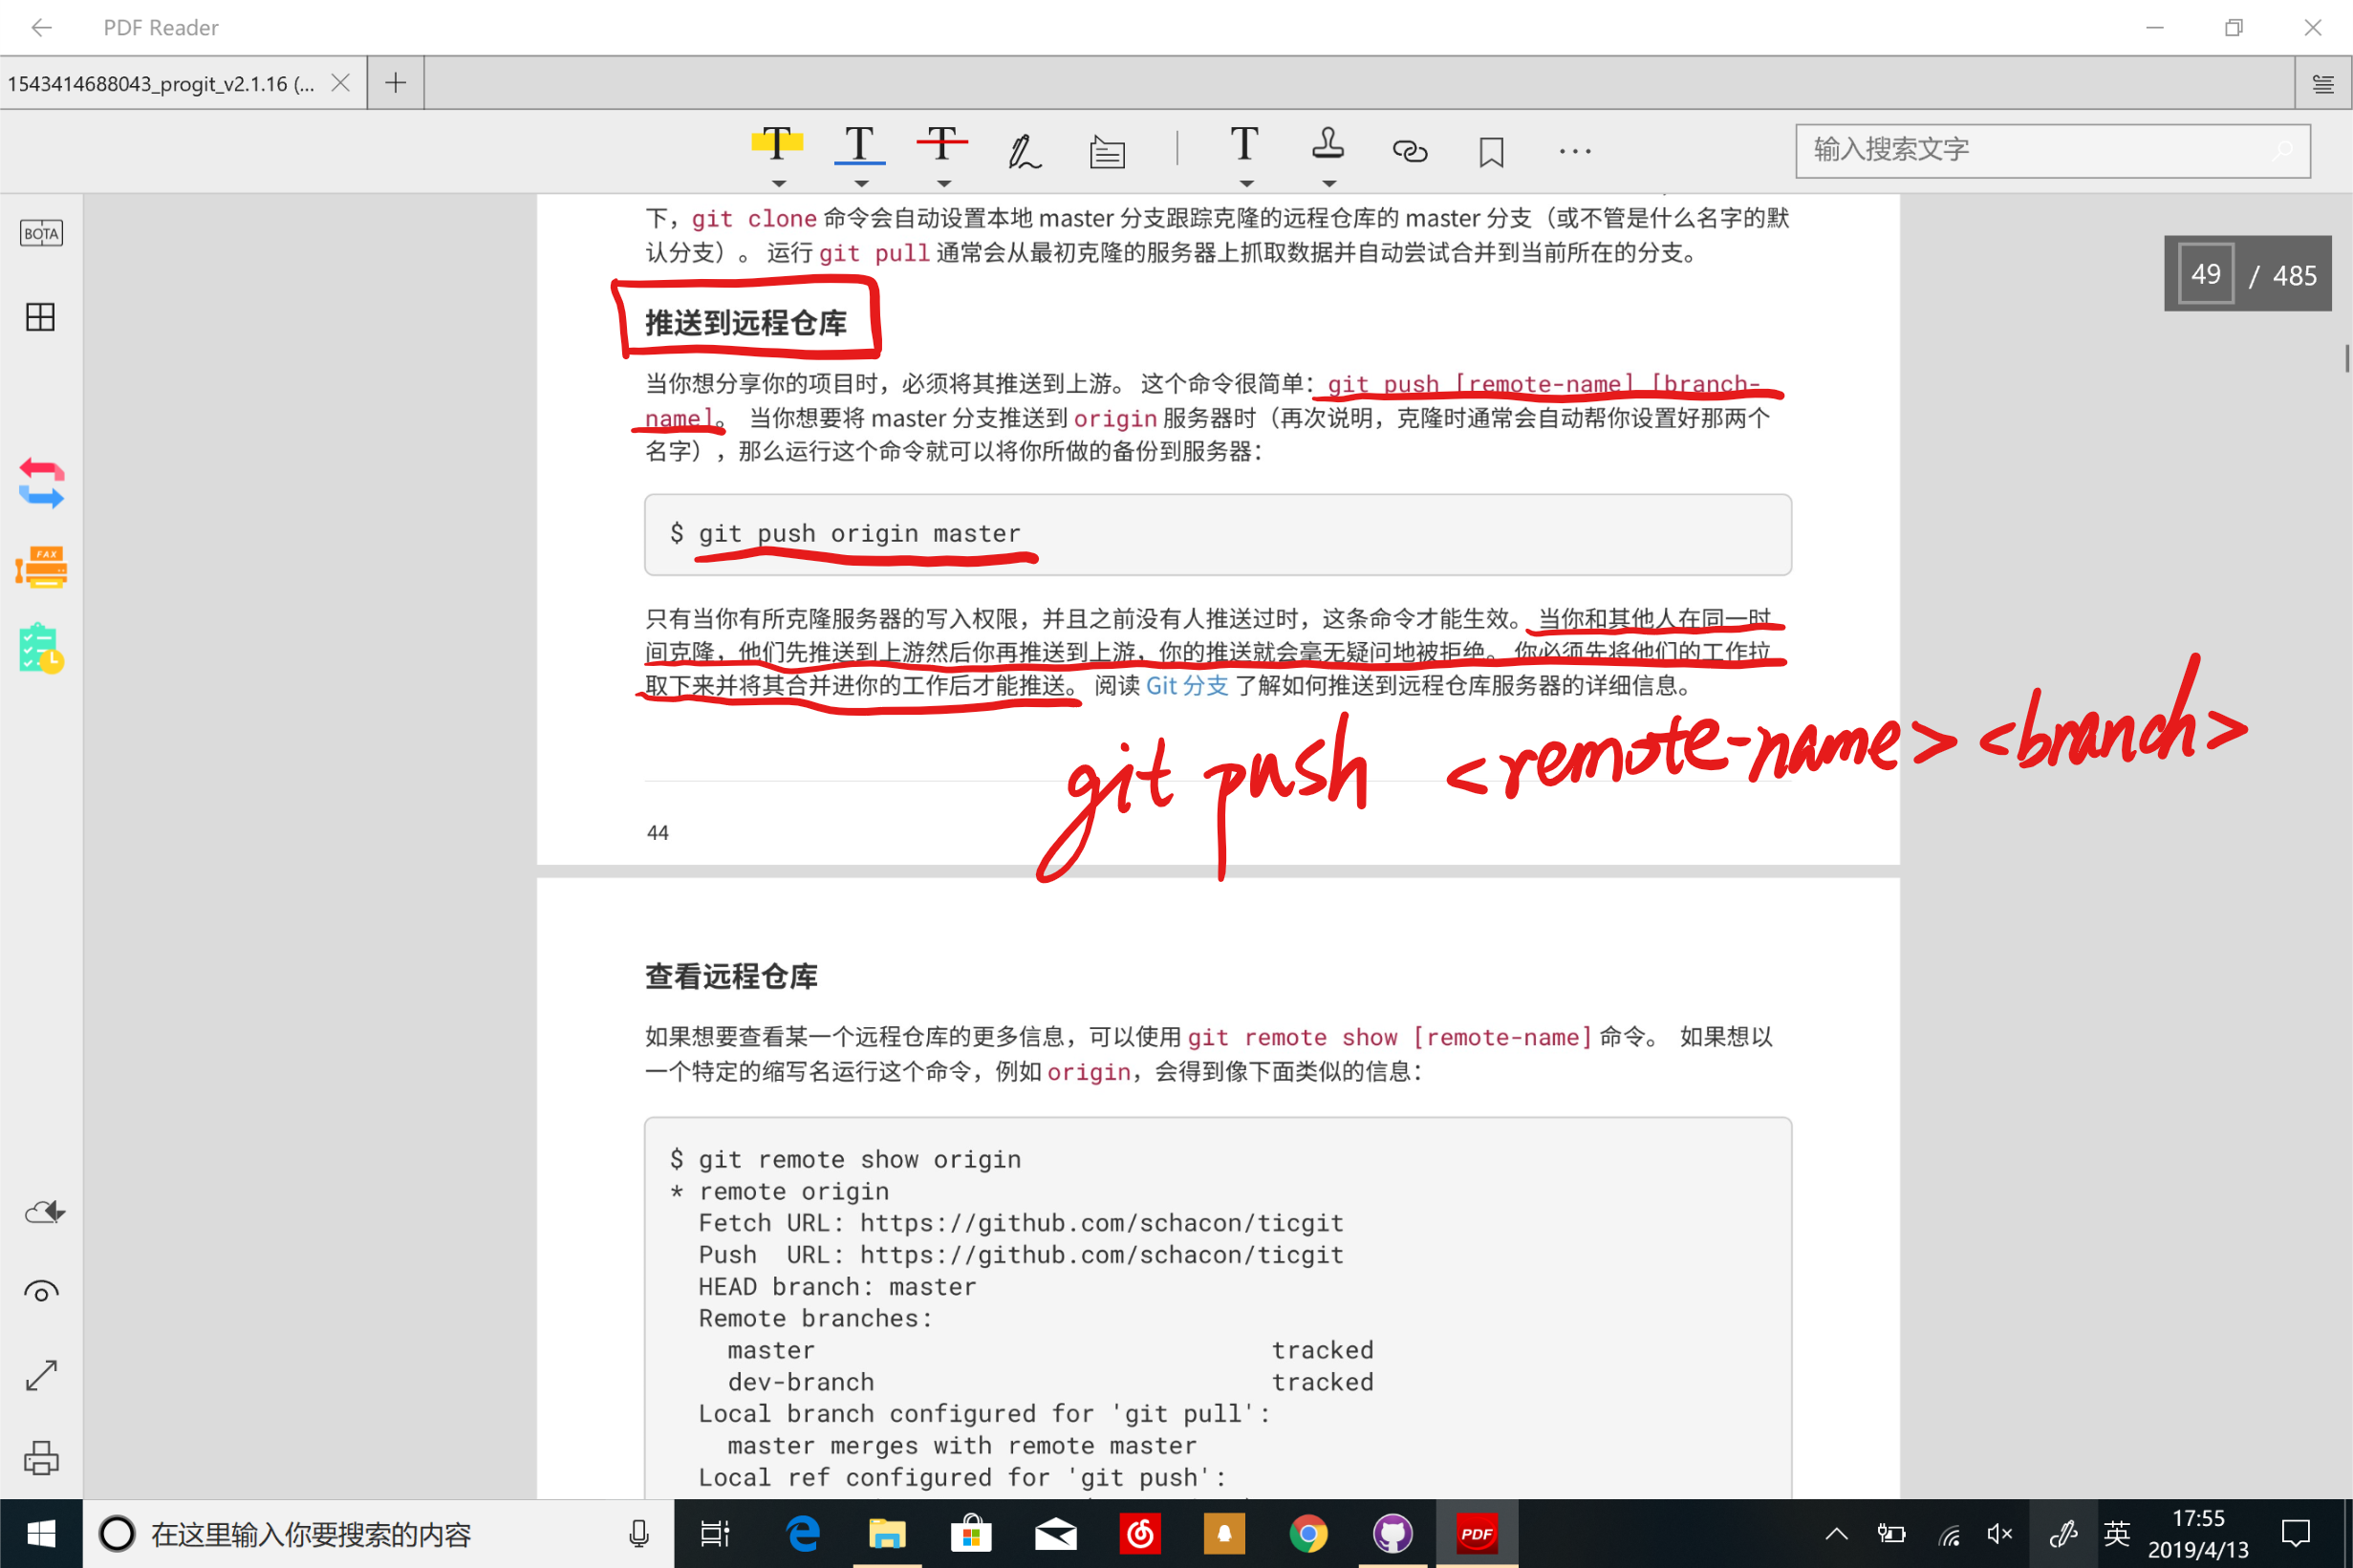 PDF Reader
1543414688043_progit_v2.1.16 (...
输入搜索文字
BOTA
49 / 485
下，git clone 命令会自动设置本地 master 分支跟踪克隆的远程仓库的 master 分支（或不管是什么名字的默
认分支）。 运行 git pull 通常会从最初克隆的服务器上抓取数据并自动尝试合并到当前所在的分支。
推送到远程仓库
当你想分享你的项目时，必须将其推送到上游。 这个命令很简单：git push [remote-name] [branch-
name]。 当你想要将 master 分支推送到 origin 服务器时（再次说明，克隆时通常会自动帮你设置好那两个
名字），那么运行这个命令就可以将你所做的备份到服务器：
$ git push origin master
只有当你有所克隆服务器的写入权限，并且之前没有人推送过时，这条命令才能生效。 当你和其他人在同一时
间克隆，他们先推送到上游然后你再推送到上游，你的推送就会毫无疑问地被拒绝。 你必须先将他们的工作拉
取下来并将其合并进你的工作后才能推送。 阅读 Git 分支 了解如何推送到远程仓库服务器的详细信息。
git push <remote-name> <branch>
44
FAX
查看远程仓库
如果想要查看某一个远程仓库的更多信息，可以使用 git remote show [remote-name] 命令。 如果想以
一个特定的缩写名运行这个命令，例如 origin，会得到像下面类似的信息：
$ git remote show origin
* remote origin
  Fetch URL: https://github.com/schacon/ticgit
  Push  URL: https://github.com/schacon/ticgit
  HEAD branch: master
  Remote branches:
    master                               tracked
    dev-branch                           tracked
  Local branch configured for 'git pull':
    master merges with remote master
  Local ref configured for 'git push':
在这里输入你要搜索的内容
PDF
英
17:55
2019/4/13